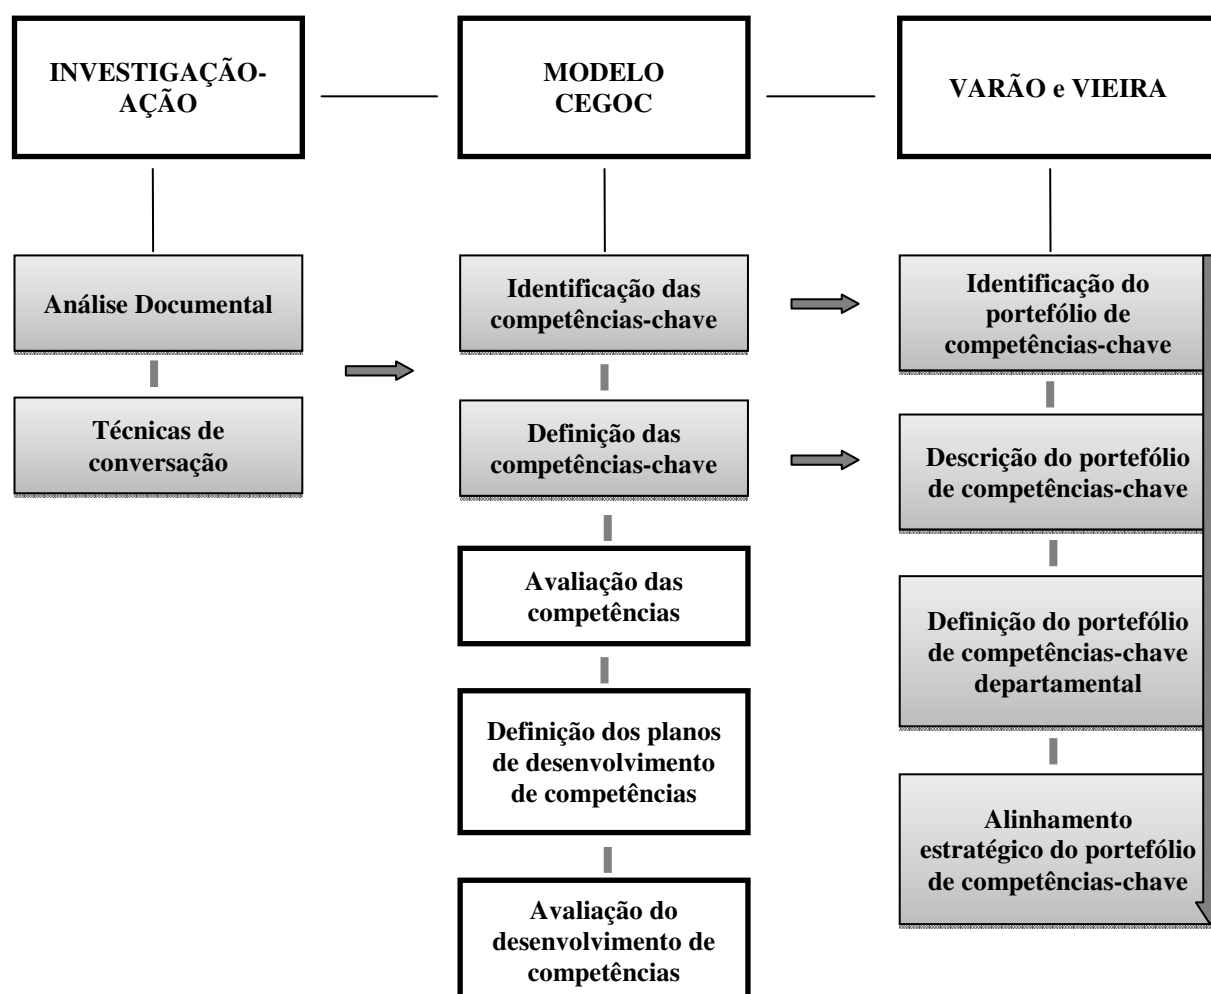 INVESTIGAÇÃO-
AÇÃO
MODELO
CEGOC
VARÃO e VIEIRA
Análise Documental
Técnicas de
conversação
Identificação das
competências-chave
Definição das
competências-chave
Avaliação das
competências
Definição dos planos
de desenvolvimento
de competências
Avaliação do
desenvolvimento de
competências
Identificação do
portefólio de
competências-chave
Descrição do portefólio
de competências-chave
Definição do portefólio
de competências-chave
departamental
Alinhamento
estratégico do portefólio
de competências-chave